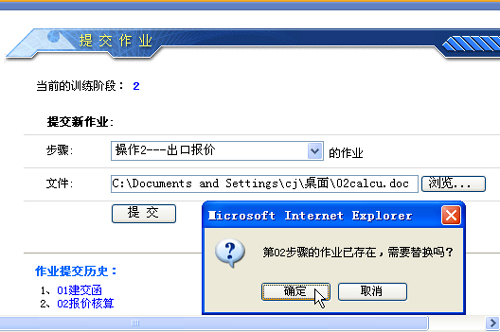 提 交 作 业
当前的训练阶段： 2
提交新作业:
步骤: 操作2---出口报价 的作业
文件: C:\Documents and Settings\cj\桌面\02calcu.doc 浏览...
提 交
Microsoft Internet Explorer
第02步骤的作业已存在，需要替换吗？
确定 取消
作业提交历史：
1、01建交函
2、02报价核算